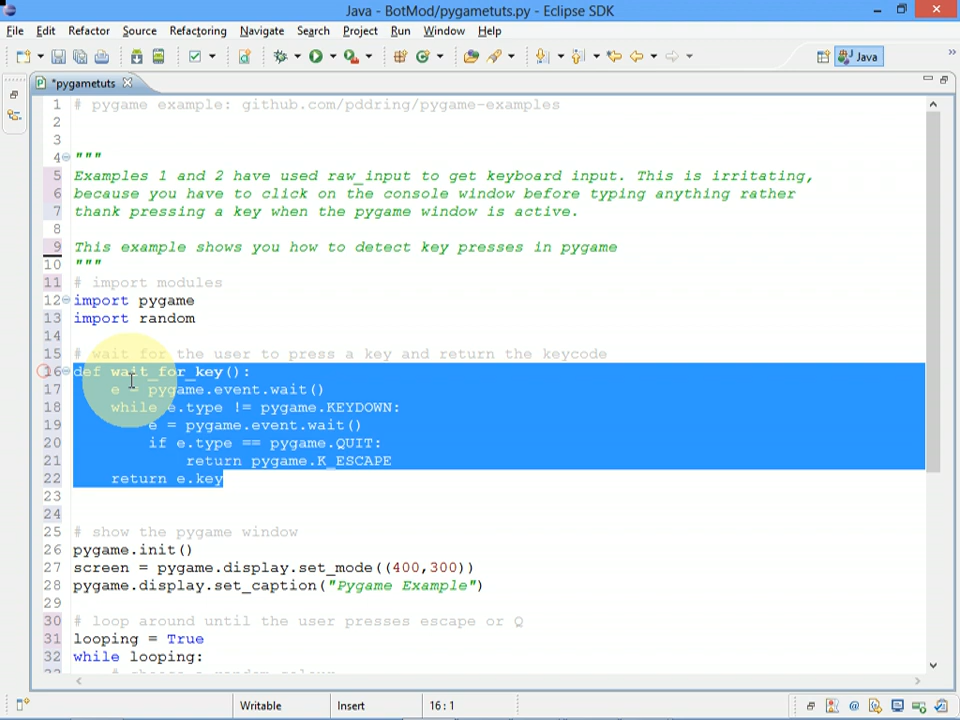 Java - BotMod/pygametuts.py - Eclipse SDK
File Edit Refactor Source Refactoring Navigate Search Project Run Window Help
Java
*pygametuts
1 # pygame example: github.com/pddring/pygame-examples
2
3
4 """
5 Examples 1 and 2 have used raw_input to get keyboard input. This is irritating,
6 because you have to click on the console window before typing anything rather
7 thank pressing a key when the pygame window is active.
8
9 This example shows you how to detect key presses in pygame
10 """
11 # import modules
12 import pygame
13 import random
14
15 # wait for the user to press a key and return the keycode
16 def wait_for_key():
17 e = pygame.event.wait()
18 while e.type != pygame.KEYDOWN:
19 e = pygame.event.wait()
20 if e.type == pygame.QUIT:
21 return pygame.K_ESCAPE
22 return e.key
23
24
25 # show the pygame window
26 pygame.init()
27 screen = pygame.display.set_mode((400,300))
28 pygame.display.set_caption("Pygame Example")
29
30 # loop around until the user presses escape or Q
31 looping = True
32 while looping:
Writable Insert 16 : 1